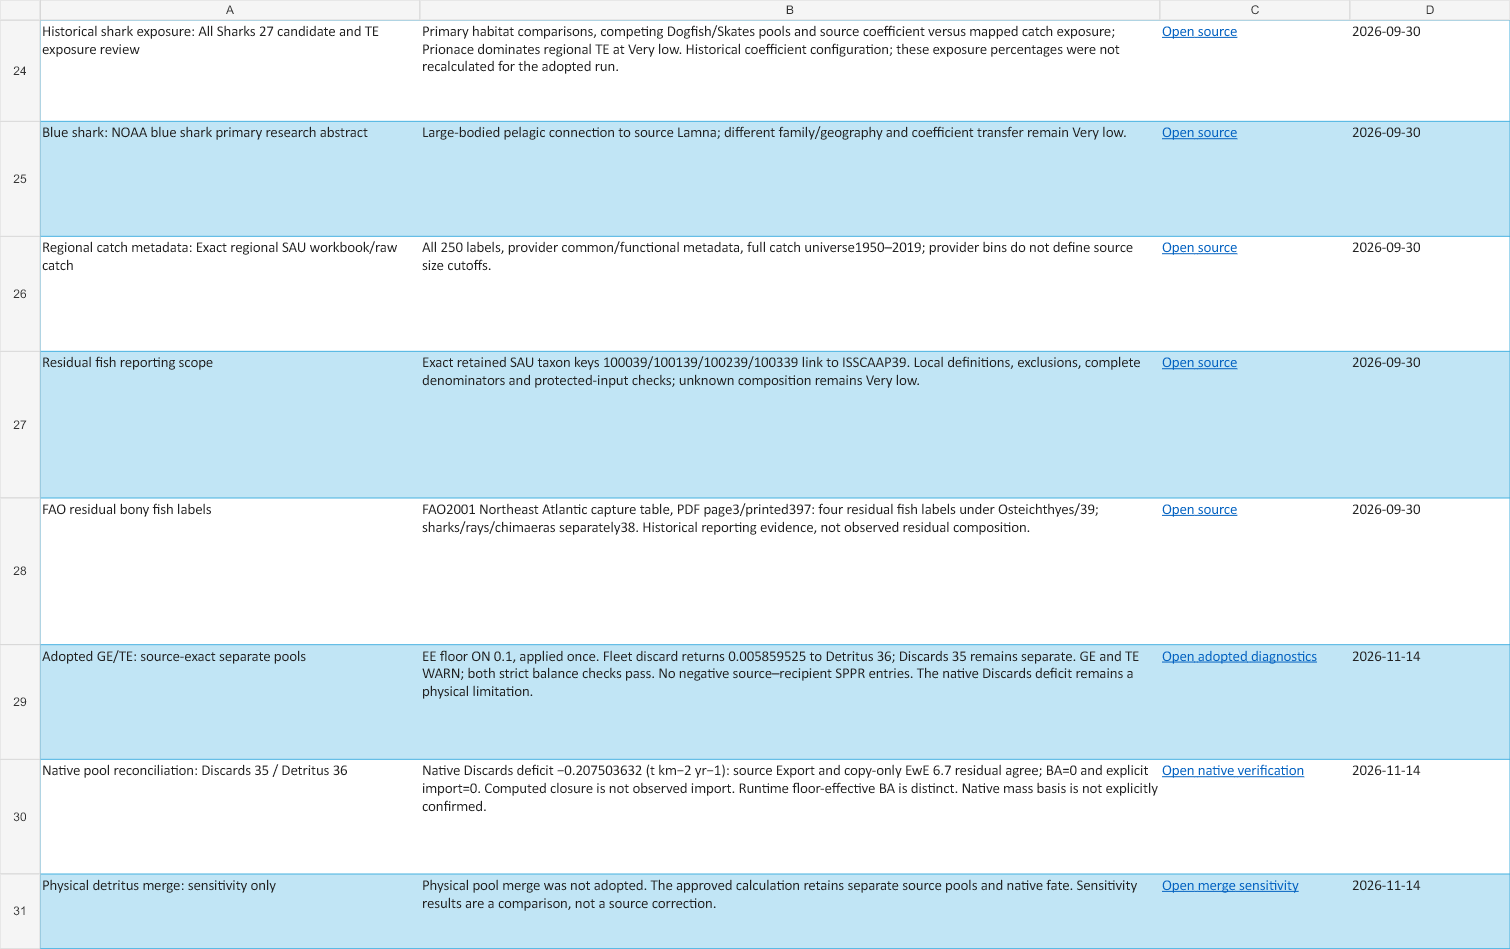 A B C D
24
Historical shark exposure: All Sharks 27 candidate and TE
exposure review
Primary habitat comparisons, competing Dogfish/Skates pools and source coefficient versus mapped catch exposure;
Prionace dominates regional TE at Very low. Historical coefficient configuration; these exposure percentages were not
recalculated for the adopted run.
Open source
2026-09-30
25
Blue shark: NOAA blue shark primary research abstract
Large-bodied pelagic connection to source Lamna; different family/geography and coefficient transfer remain Very low.
Open source
2026-09-30
26
Regional catch metadata: Exact regional SAU workbook/raw
catch
All 250 labels, provider common/functional metadata, full catch universe1950–2019; provider bins do not define source
size cutoffs.
Open source
2026-09-30
27
Residual fish reporting scope
Exact retained SAU taxon keys 100039/100139/100239/100339 link to ISSCAAP39. Local definitions, exclusions, complete
denominators and protected-input checks; unknown composition remains Very low.
Open source
2026-09-30
28
FAO residual bony fish labels
FAO2001 Northeast Atlantic capture table, PDF page3/printed397: four residual fish labels under Osteichthyes/39;
sharks/rays/chimaeras separately38. Historical reporting evidence, not observed residual composition.
Open source
2026-09-30
29
Adopted GE/TE: source-exact separate pools
EE floor ON 0.1, applied once. Fleet discard returns 0.005859525 to Detritus 36; Discards 35 remains separate. GE and TE
WARN; both strict balance checks pass. No negative source–recipient SPPR entries. The native Discards deficit remains a
physical limitation.
Open adopted diagnostics
2026-11-14
30
Native pool reconciliation: Discards 35 / Detritus 36
Native Discards deficit −0.207503632 (t km−2 yr−1): source Export and copy-only EwE 6.7 residual agree; BA=0 and explicit
import=0. Computed closure is not observed import. Runtime floor-effective BA is distinct. Native mass basis is not explicitly
confirmed.
Open native verification
2026-11-14
31
Physical detritus merge: sensitivity only
Physical pool merge was not adopted. The approved calculation retains separate source pools and native fate. Sensitivity
results are a comparison, not a source correction.
Open merge sensitivity
2026-11-14